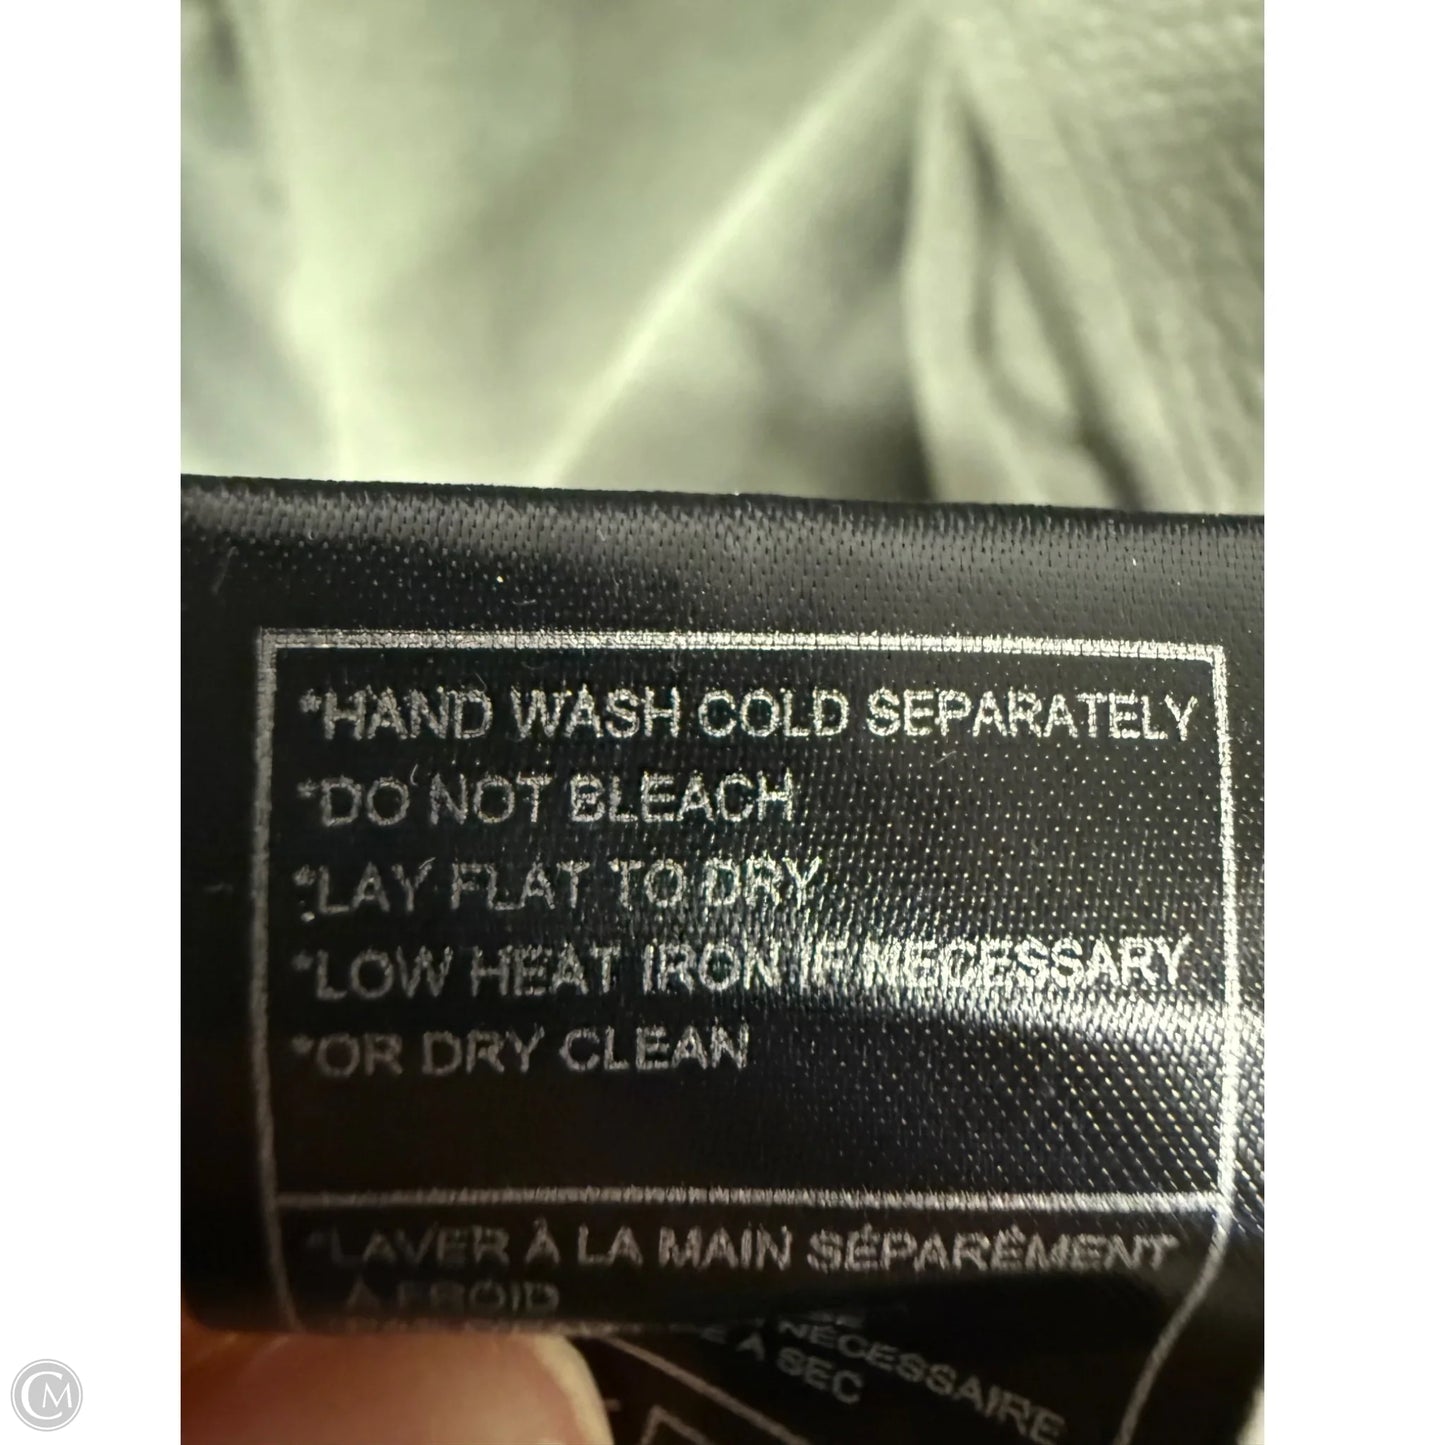 *HAND WASH COLD SEPARATELY
*DO NOT BLEACH
*LAY FLAT TO DRY
*LOW HEAT IRON IF NECESSARY
*OR DRY CLEAN
*LAVER À LA MAIN SÉPARÉMENT
À FROID
NÉCESSAIRE
À SEC
CM